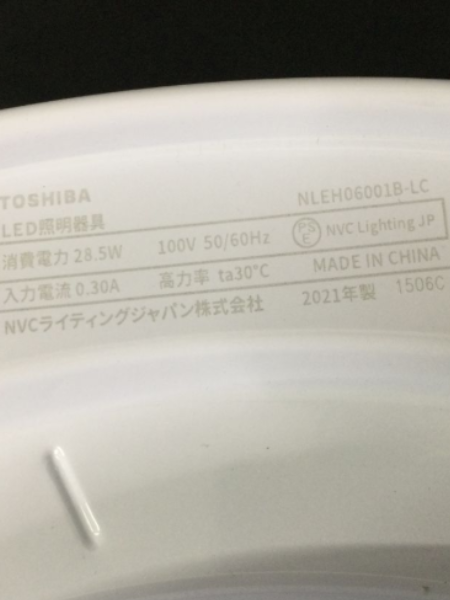 TOSHIBA NLEH06001B-LC
LED照明器具
消費電力 28.5W 100V 50/60Hz PSE NVC Lighting JP
入力電流 0.30A 高力率 ta30°C MADE IN CHINA
NVCライティングジャパン株式会社 2021年製 1506C